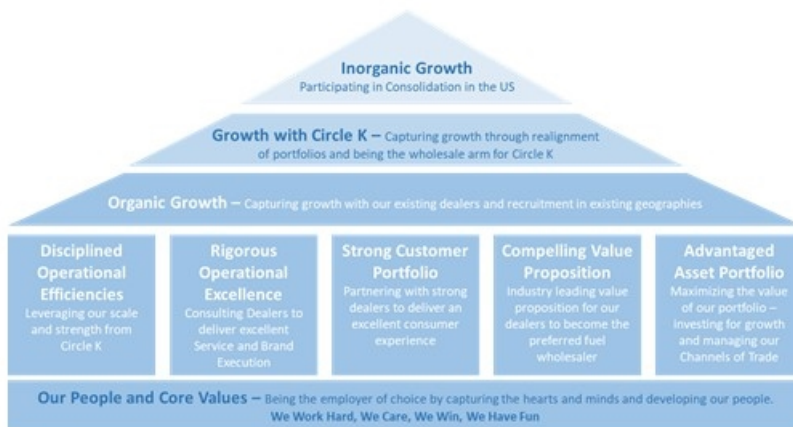 Inorganic Growth
Participating in Consolidation in the US
Growth with Circle K – Capturing growth through realignment
of portfolios and being the wholesale arm for Circle K
Organic Growth – Capturing growth with our existing dealers and recruitment in existing geographies
Disciplined
Operational
Efficiencies
Leveraging our scale
and strength from
Circle K
Rigorous
Operational
Excellence
Consulting Dealers to
deliver excellent
Service and Brand
Execution
Strong Customer
Portfolio
Partnering with strong
dealers to deliver an
excellent consumer
experience
Compelling Value
Proposition
Industry leading value
proposition for our
dealers to become the
preferred fuel
wholesaler
Advantaged
Asset Portfolio
Maximizing the value
of our portfolio –
investing for growth
and managing our
Channels of Trade
Our People and Core Values – Being the employer of choice by capturing the hearts and minds and developing our people.
We Work Hard, We Care, We Win, We Have Fun